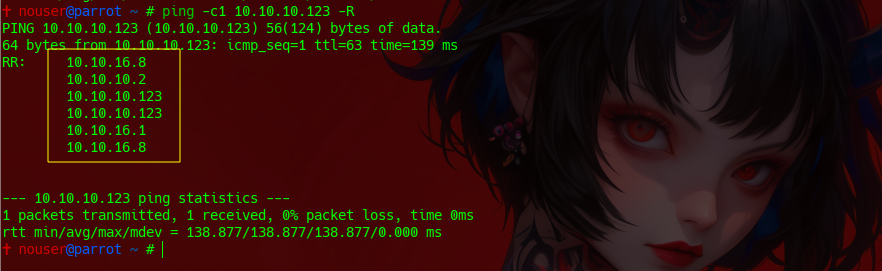 ✝ nouser@parrot ~ # ping -c1 10.10.10.123 -R
PING 10.10.10.123 (10.10.10.123) 56(124) bytes of data.
64 bytes from 10.10.10.123: icmp_seq=1 ttl=63 time=139 ms
RR:     10.10.16.8
        10.10.10.2
        10.10.10.123
        10.10.10.123
        10.10.16.1
        10.10.16.8
--- 10.10.10.123 ping statistics ---
1 packets transmitted, 1 received, 0% packet loss, time 0ms
rtt min/avg/max/mdev = 138.877/138.877/138.877/0.000 ms
✝ nouser@parrot ~ #